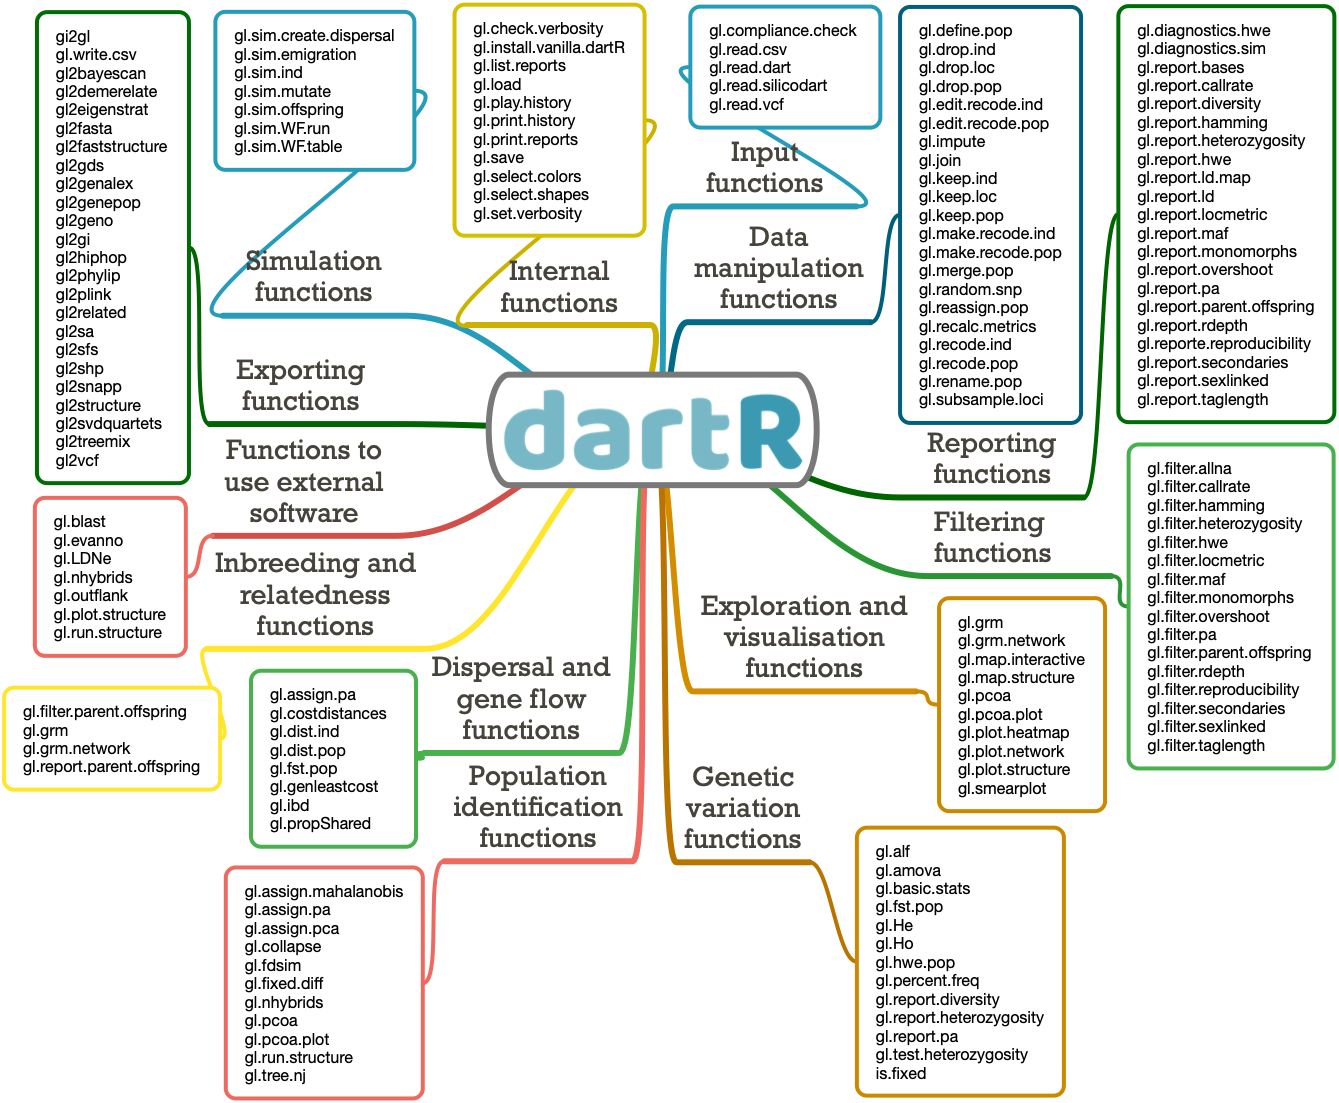 gi2gl
gl.write.csv
gl2bayescan
gl2demerelate
gl2eigenstrat
gl2fasta
gl2faststructure
gl2gds
gl2genalex
gl2genepop
gl2geno
gl2gi
gl2hiphop
gl2phylip
gl2plink
gl2related
gl2sa
gl2sfs
gl2shp
gl2snapp
gl2structure
gl2svdquartets
gl2treemix
gl2vcf
Exporting
functions
gl.sim.create.dispersal
gl.sim.emigration
gl.sim.ind
gl.sim.mutate
gl.sim.offspring
gl.sim.WF.run
gl.sim.WF.table
Simulation
functions
gl.check.verbosity
gl.install.vanilla.dartR
gl.list.reports
gl.load
gl.play.history
gl.print.history
gl.print.reports
gl.save
gl.select.colors
gl.select.shapes
gl.set.verbosity
Internal
functions
gl.compliance.check
gl.read.csv
gl.read.dart
gl.read.silicodart
gl.read.vcf
Input
functions
gl.define.pop
gl.drop.ind
gl.drop.loc
gl.drop.pop
gl.edit.recode.ind
gl.edit.recode.pop
gl.impute
gl.join
gl.keep.ind
gl.keep.loc
gl.keep.pop
gl.make.recode.ind
gl.make.recode.pop
gl.merge.pop
gl.random.snp
gl.reassign.pop
gl.recalc.metrics
gl.recode.ind
gl.recode.pop
gl.rename.pop
gl.subsample.loci
Data
manipulation
functions
gl.diagnostics.hwe
gl.diagnostics.sim
gl.report.bases
gl.report.callrate
gl.report.diversity
gl.report.hamming
gl.report.heterozygosity
gl.report.hwe
gl.report.ld.map
gl.report.ld
gl.report.locmetric
gl.report.maf
gl.report.monomorphs
gl.report.overshoot
gl.report.pa
gl.report.parent.offspring
gl.report.rdepth
gl.reporte.reproducibility
gl.report.secondaries
gl.report.sexlinked
gl.report.taglength
Reporting
functions
dartR
Functions to
use external
software
gl.blast
gl.evanno
gl.LDNe
gl.nhybrids
gl.outflank
gl.plot.structure
gl.run.structure
Inbreeding and
relatedness
functions
gl.filter.parent.offspring
gl.grm
gl.grm.network
gl.report.parent.offspring
Dispersal and
gene flow
functions
gl.assign.pa
gl.costdistances
gl.dist.ind
gl.dist.pop
gl.fst.pop
gl.genleastcost
gl.ibd
gl.propShared
Population
identification
functions
gl.assign.mahalanobis
gl.assign.pa
gl.assign.pca
gl.collapse
gl.fdsim
gl.fixed.diff
gl.nhybrids
gl.pcoa
gl.pcoa.plot
gl.run.structure
gl.tree.nj
Filtering
functions
gl.filter.allna
gl.filter.callrate
gl.filter.hamming
gl.filter.heterozygosity
gl.filter.hwe
gl.filter.locmetric
gl.filter.maf
gl.filter.monomorphs
gl.filter.overshoot
gl.filter.pa
gl.filter.parent.offspring
gl.filter.rdepth
gl.filter.reproducibility
gl.filter.secondaries
gl.filter.sexlinked
gl.filter.taglength
Exploration and
visualisation
functions
gl.grm
gl.grm.network
gl.map.interactive
gl.map.structure
gl.pcoa
gl.pcoa.plot
gl.plot.heatmap
gl.plot.network
gl.plot.structure
gl.smearplot
Genetic
variation
functions
gl.alf
gl.amova
gl.basic.stats
gl.fst.pop
gl.He
gl.Ho
gl.hwe.pop
gl.percent.freq
gl.report.diversity
gl.report.heterozygosity
gl.report.pa
gl.test.heterozygosity
is.fixed